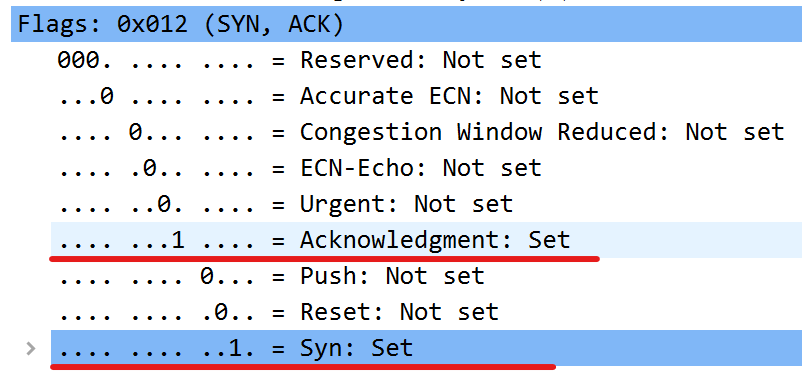 Flags: 0x012 (SYN, ACK)
000. .... .... = Reserved: Not set
...0 .... .... = Accurate ECN: Not set
.... 0... .... = Congestion Window Reduced: Not set
.... .0.. .... = ECN-Echo: Not set
.... ..0. .... = Urgent: Not set
.... ...1 .... = Acknowledgment: Set
.... .... 0... = Push: Not set
.... .... .0.. = Reset: Not set
.... .... ..1. = Syn: Set